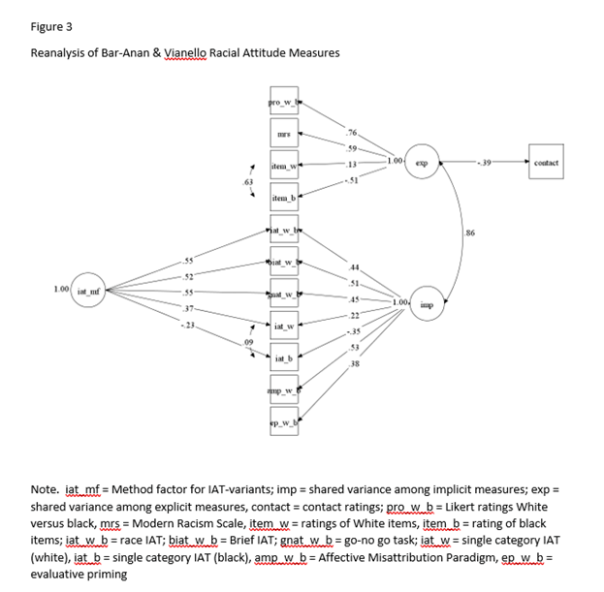 Figure 3
Reanalysis of Bar-Anan & Vianello Racial Attitude Measures
pro_w_b
mrs
.76
.59
item_w
.13
1.00
exp
-.39
contact
.63
-.51
item_b
iat_w_b
.86
.55
biat_w_b
.44
.52
.51
1.00
iat_mf
.55
gnat_w_b
.45
1.00
imp
.37
iat_w
.22
-.23
-.35
.09
iat_b
.53
.38
amp_w_b
ep_w_b
Note. iat_mf = Method factor for IAT-variants; imp = shared variance among implicit measures; exp =
shared variance among explicit measures, contact = contact ratings; pro_w_b = Likert ratings White
versus black, mrs = Modern Racism Scale, item_w = ratings of White items, item_b = rating of black
items; iat_w_b = race IAT; biat_w_b = Brief IAT; gnat_w_b = go-no go task; iat_w = single category IAT
(white), iat_b = single category IAT (black), amp_w_b = Affective Misattribution Paradigm, ep_w_b =
evaluative priming